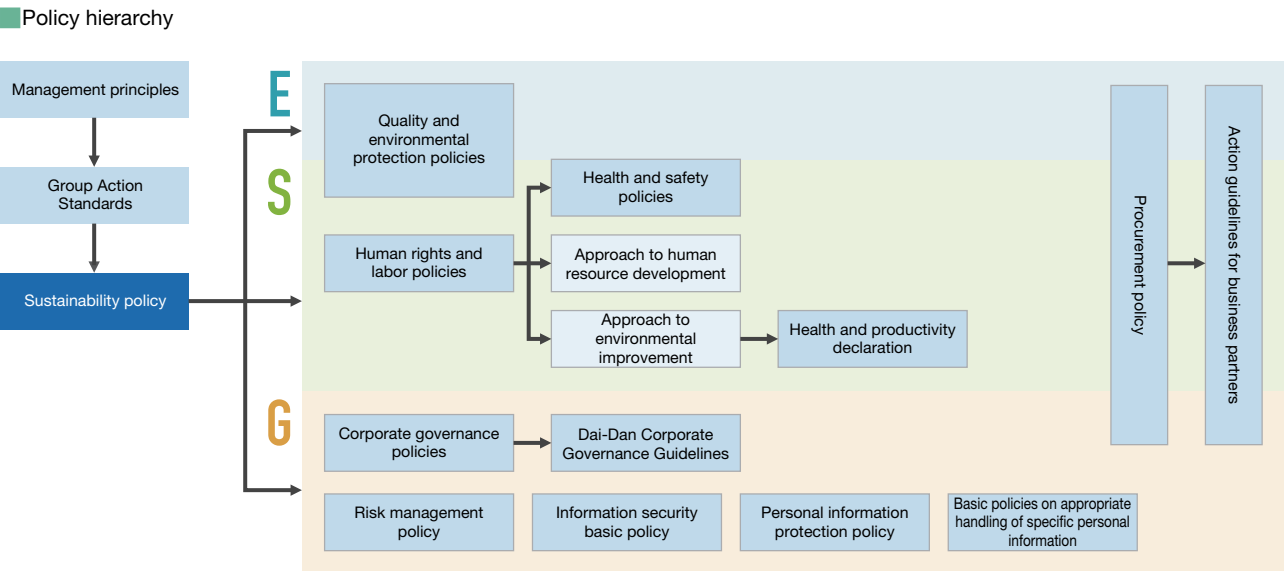 Policy hierarchy
Management principles
Group Action
Standards
Sustainability policy
E
Quality and
environmental
protection policies
S
Health and safety
policies
Human rights and
labor policies
Approach to human
resource development
Approach to
environmental
improvement
Health and productivity
declaration
G
Corporate governance
policies
Dai-Dan Corporate
Governance Guidelines
Risk management
policy
Information security
basic policy
Personal information
protection policy
Basic policies on appropriate
handling of specific personal
information
Procurement policy
Action guidelines for business partners